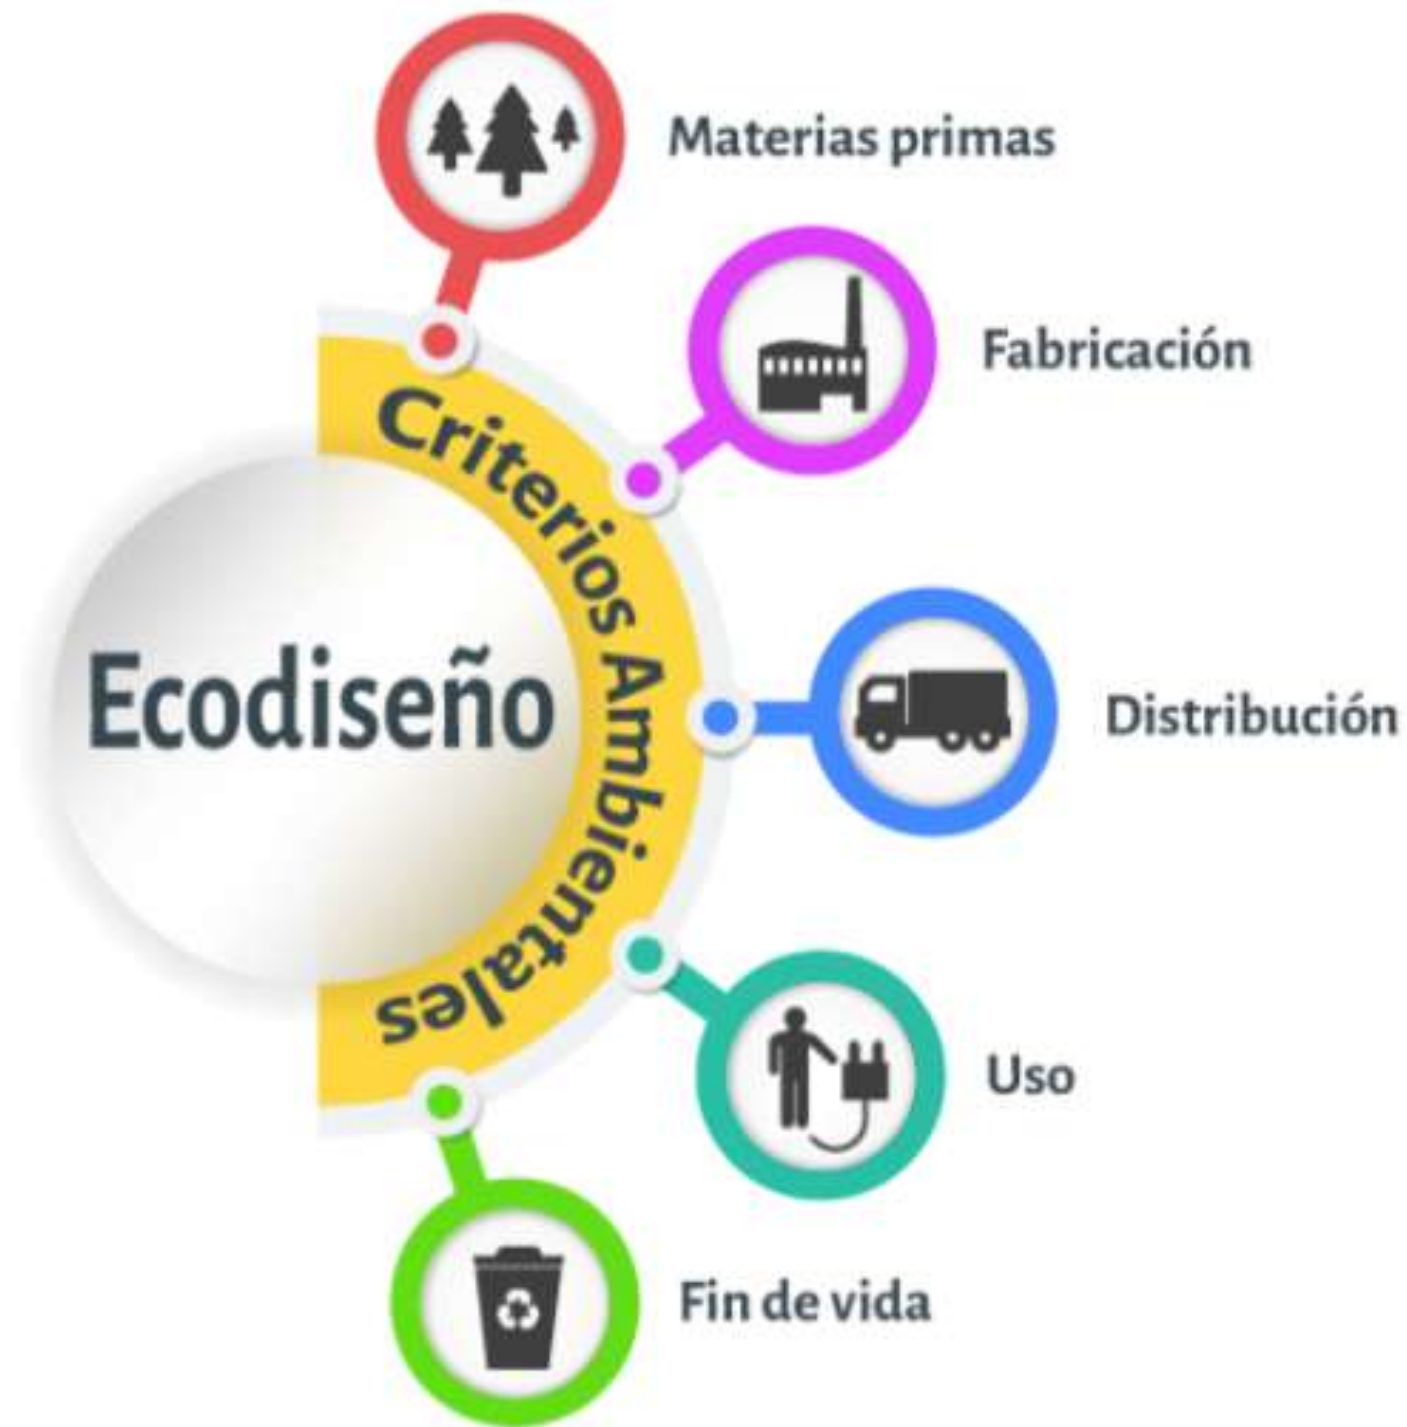 Materias primas
Fabricación
Criterios Ambientales
Ecodiseño
Distribución
Uso
Fin de vida